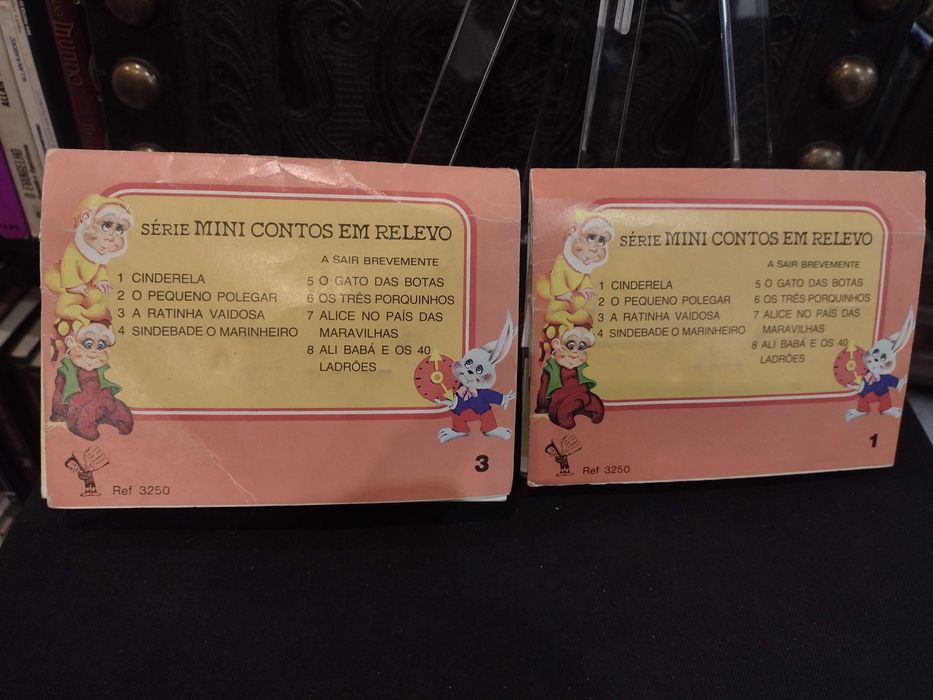 SÉRIE MINI CONTOS EM RELEVO
A SAIR BREVEMENTE
1 CINDERELA
2 O PEQUENO POLEGAR
3 A RATINHA VAIDOSA
4 SINDEBADE O MARINHEIRO
5 O GATO DAS BOTAS
6 OS TRÊS PORQUINHOS
7 ALICE NO PAÍS DAS
MARAVILHAS
8 ALI BABÁ E OS 40
LADRÕES
3
Ref 3250
SÉRIE MINI CONTOS EM RELEVO
A SAIR BREVEMENTE
1 CINDERELA
2 O PEQUENO POLEGAR
3 A RATINHA VAIDOSA
4 SINDEBADE O MARINHEIRO
5 O GATO DAS BOTAS
6 OS TRÊS PORQUINHOS
7 ALICE NO PAÍS DAS
MARAVILHAS
8 ALI BABÁ E OS 40
LADRÕES
1
Ref 3250
O EVANGELHO
ALLAN KARDEC